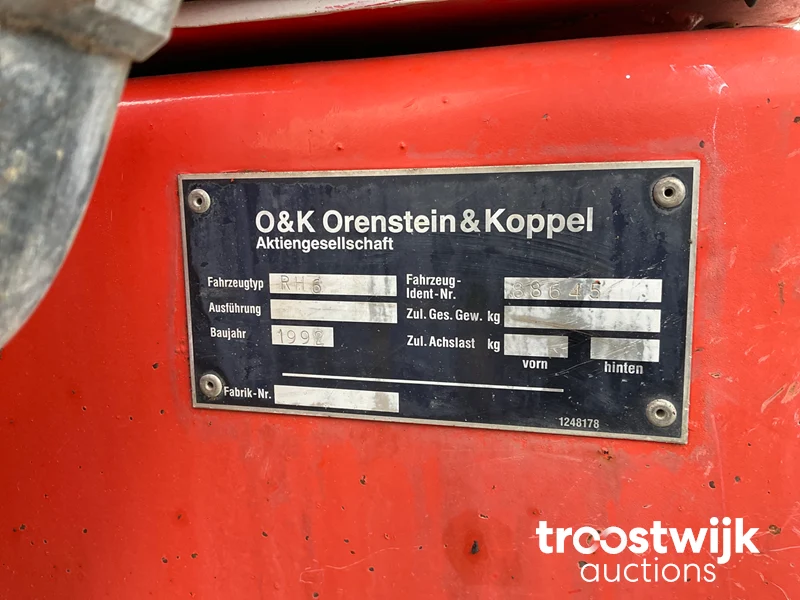 O&K Orenstein & Koppel
Aktiengesellschaft
Fahrzeugtyp RH6
Fahrzeug-
Ident-Nr.
Ausführung
Zul. Ges. Gew. kg
Baujahr 1992
Zul. Achslast kg
vorn hinten
Fabrik-Nr.
1248178
troostwijk
auctions